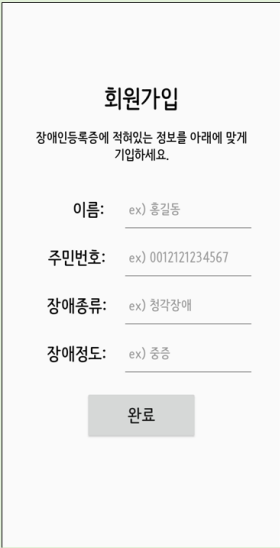 회원가입
장애인등록증에 적혀있는 정보를 아래에 맞게
기입하세요.
이름: ex) 홍길동
주민번호: ex) 0012121234567
장애종류: ex) 청각장애
장애정도: ex) 중증
완료